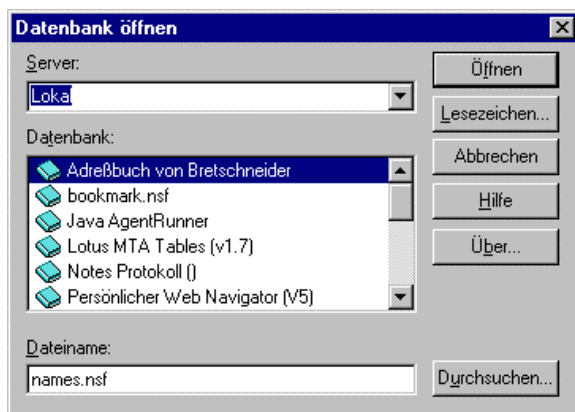 Datenbank öffnen
Server:
Lokal
Datenbank:
Adreßbuch von Bretschneider
bookmark.nsf
Java AgentRunner
Lotus MTA Tables (v1.7)
Notes Protokoll ()
Persönlicher Web Navigator (V5)
Dateiname:
names.nsf
Öffnen
Lesezeichen...
Abbrechen
Hilfe
Über...
Durchsuchen...